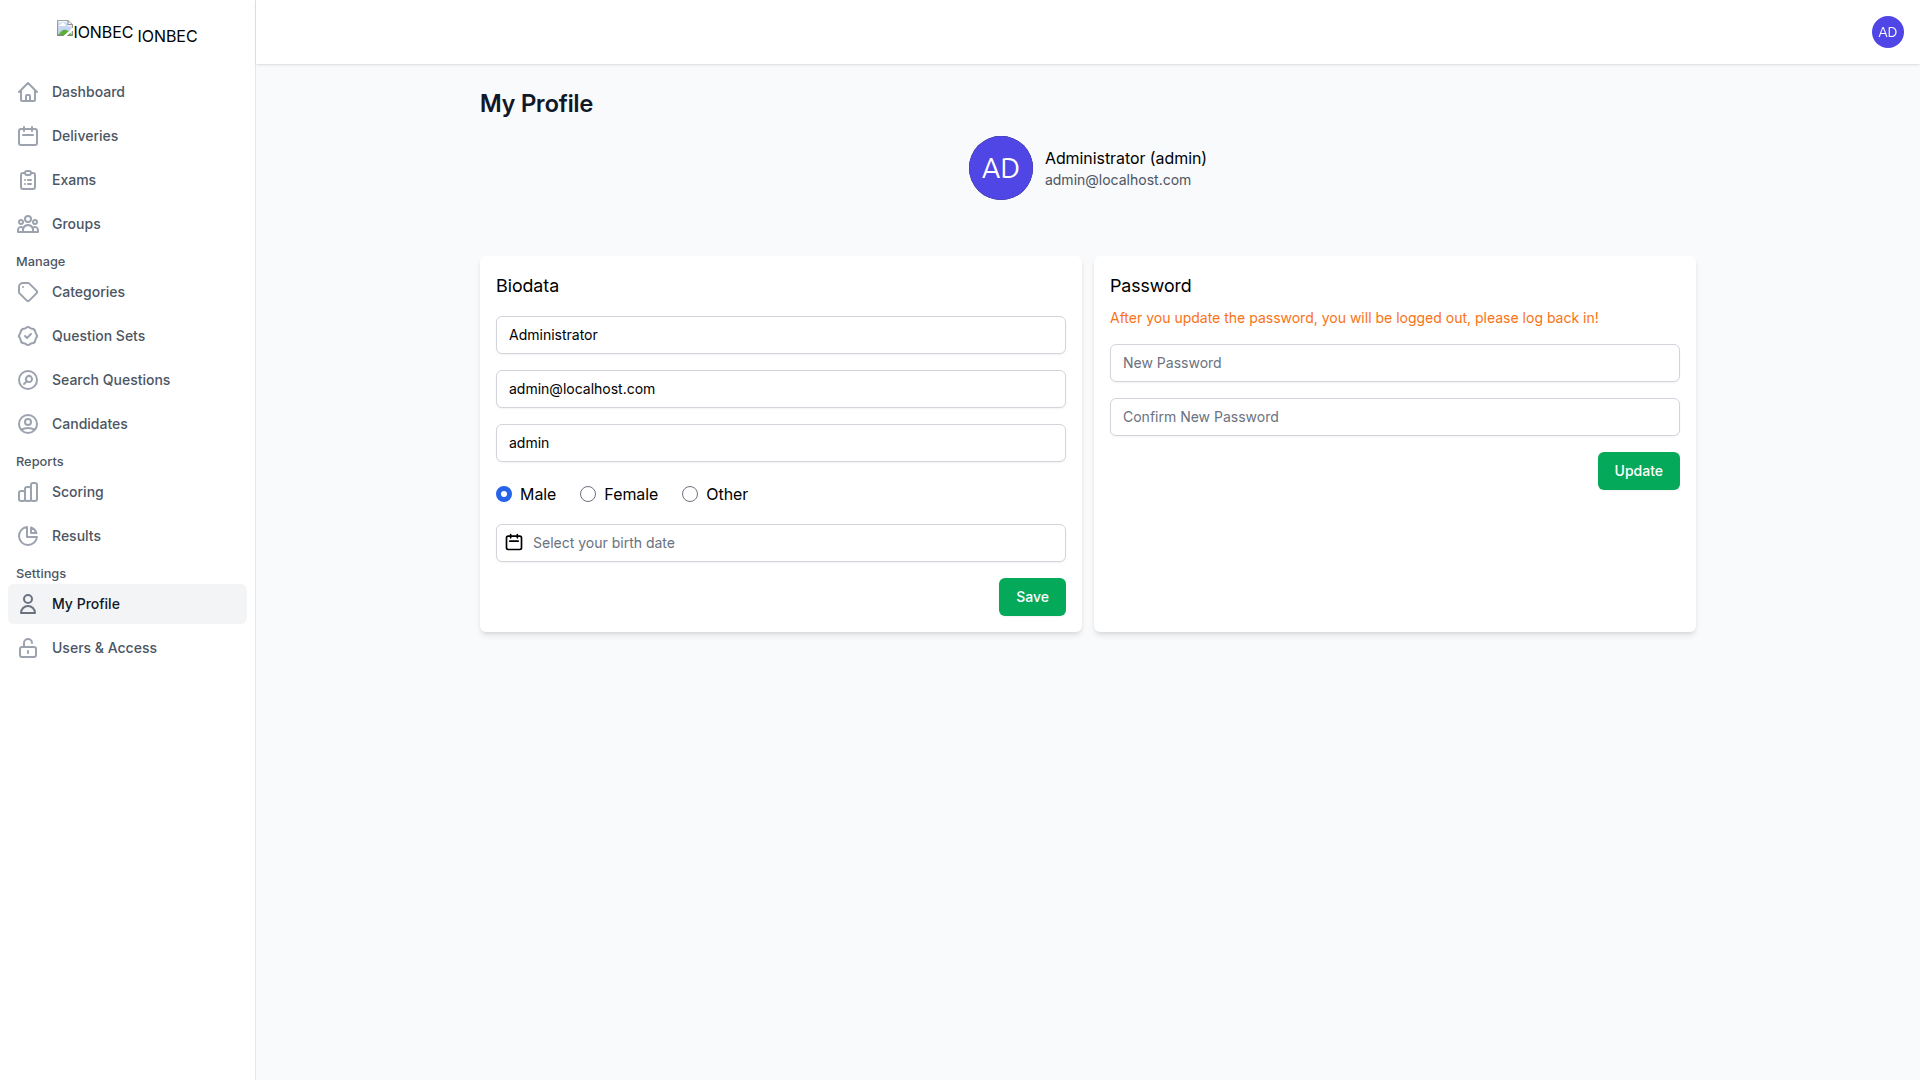 IONBEC IONBEC
AD
Dashboard
Deliveries
Exams
Groups
Manage
Categories
Question Sets
Search Questions
Candidates
Reports
Scoring
Results
Settings
My Profile
Users & Access
My Profile
AD
Administrator (admin)
admin@localhost.com
Biodata
Administrator
admin@localhost.com
admin
Male Female Other
Select your birth date
Save
Password
After you update the password, you will be logged out, please log back in!
New Password
Confirm New Password
Update